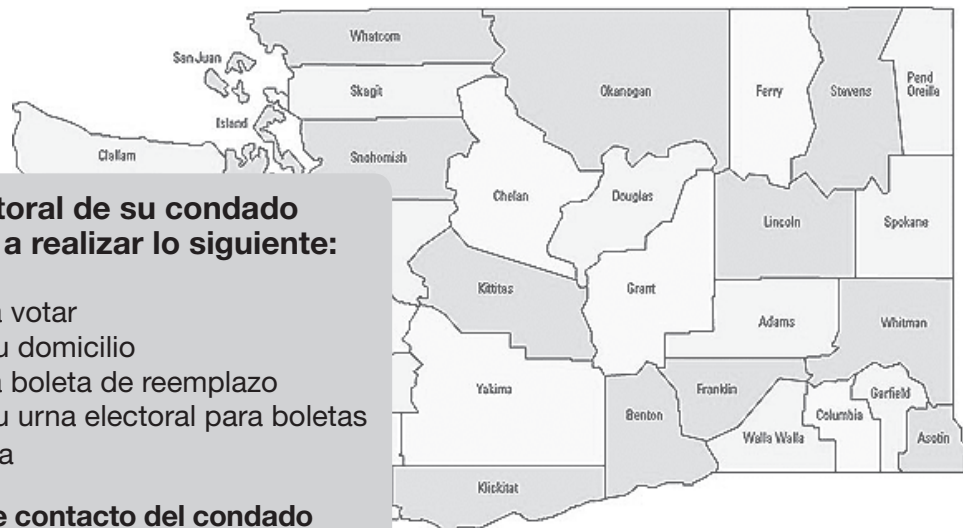 Whatcom
San Juan
Skagit
Okanogan
Ferry
Stevens
Pend
Oreille
Island
Clallam
Snohomish
Chelan
Douglas
Lincoln
Spokane
toral de su condado
a realizar lo siguiente:
Kittitas
Grant
Adams
Whitman
a votar
u domicilio
a boleta de reemplazo
u urna electoral para boletas
a
Yakima
Benton
Franklin
Walla Walla
Columbia
Garfield
Asotin
Klickitat
e contacto del condado